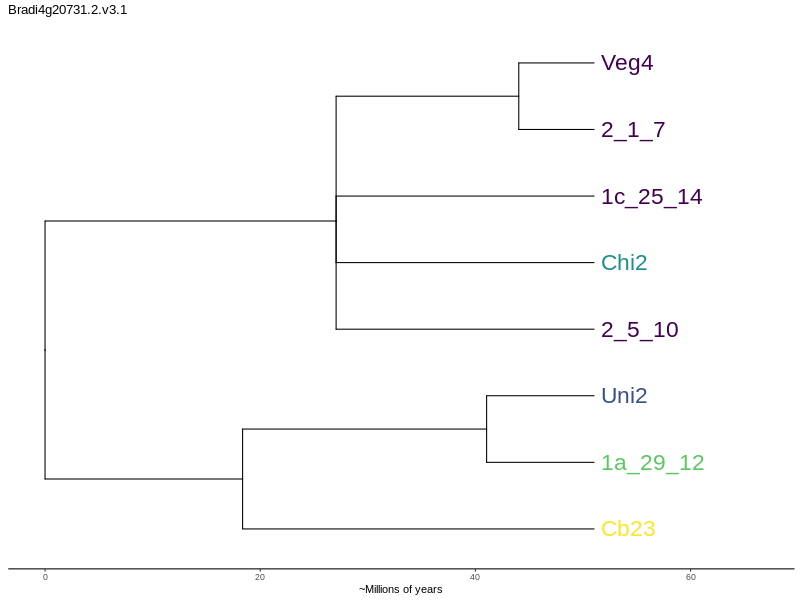 Bradi4g20731.2.v3.1
Veg4
2_1_7
1c_25_14
Chi2
2_5_10
Uni2
1a_29_12
Cb23
0 20 40 60
~Millions of years